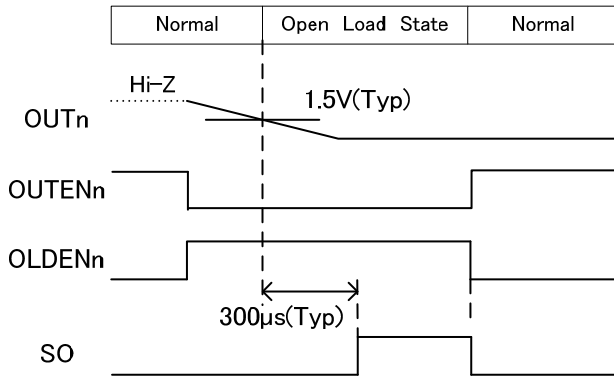 Normal Open Load State Normal
Hi-Z
1.5V(Typ)
OUTn
OUTENn
OLDENn
300μs(Typ)
SO